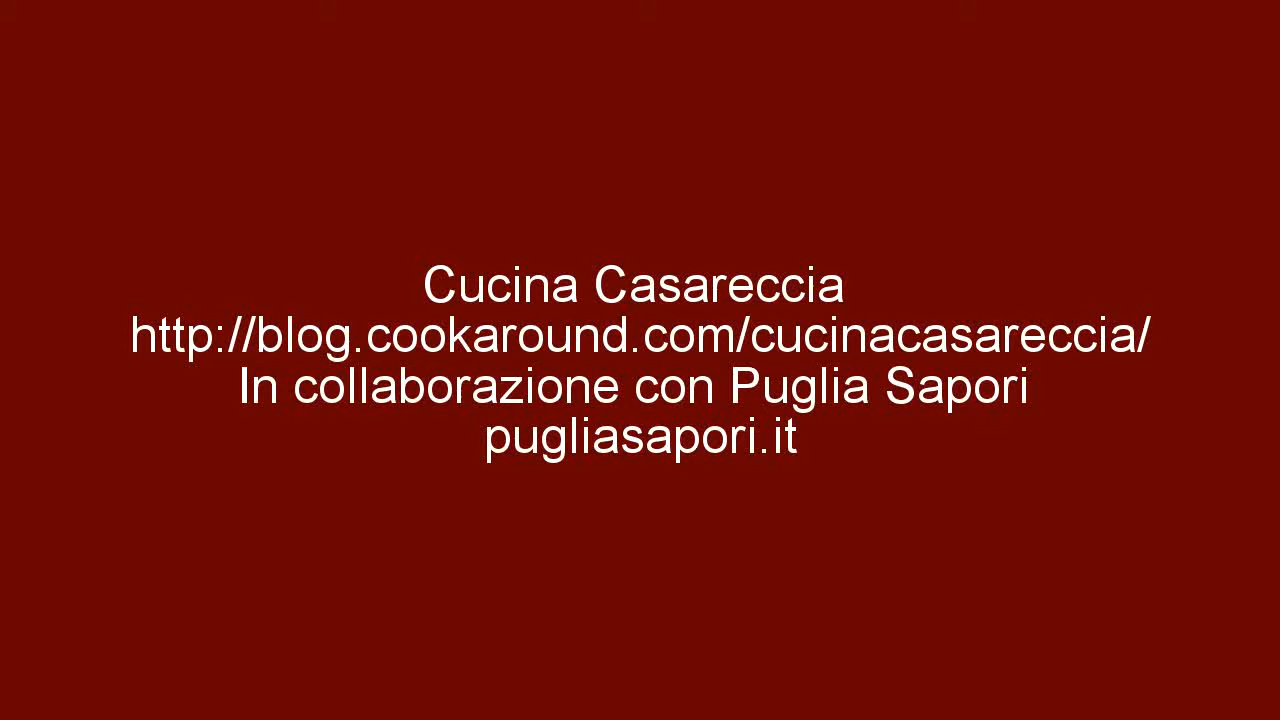 Cucina Casareccia
http://blog.cookaround.com/cucinacasareccia/
In collaborazione con Puglia Sapori
pugliasapori.it